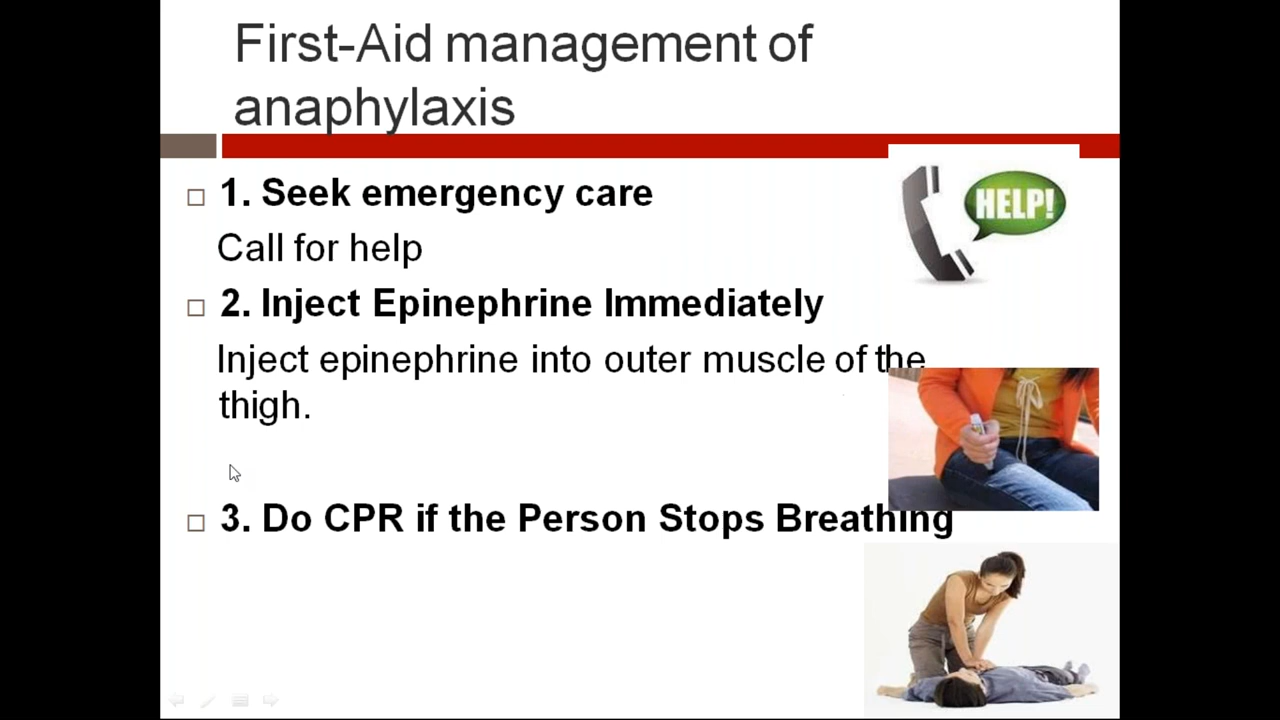 First-Aid management of
anaphylaxis
1. Seek emergency care
HELP!
Call for help
2. Inject Epinephrine Immediately
Inject epinephrine into outer muscle of the
thigh.
3. Do CPR if the Person Stops Breathing